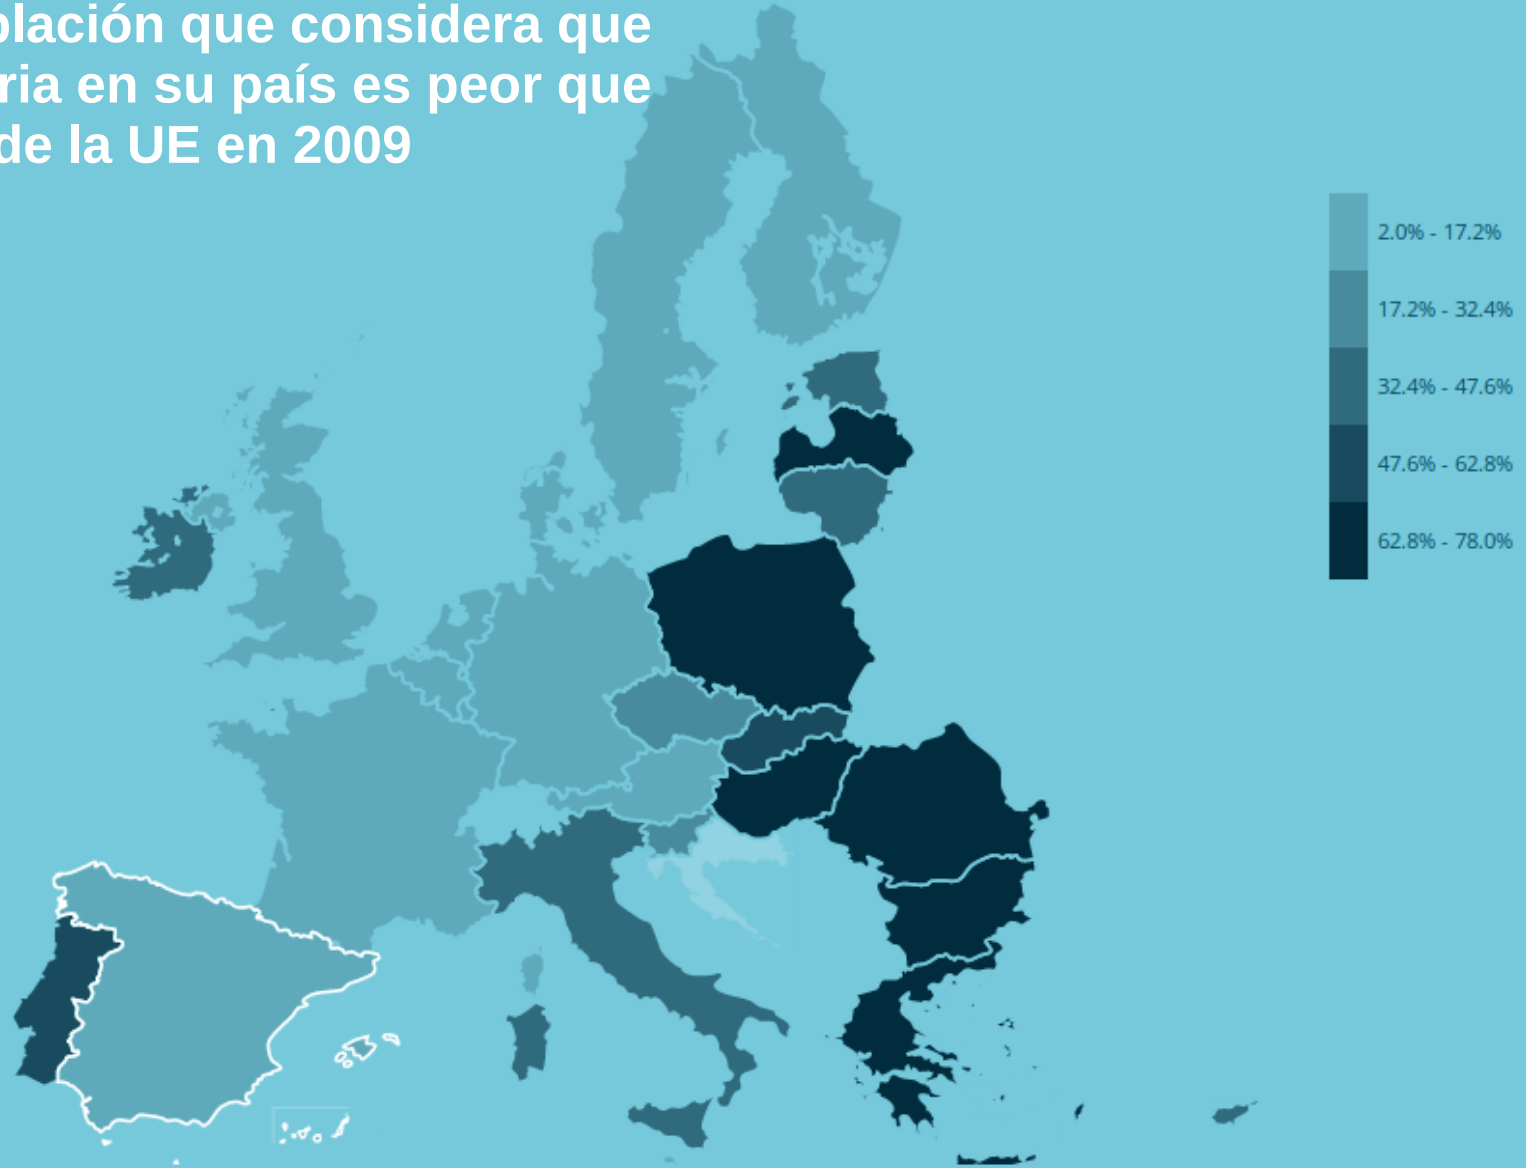 plación que considera que
ria en su país es peor que
de la UE en 2009
2.0% - 17.2%
17.2% - 32.4%
32.4% - 47.6%
47.6% - 62.8%
62.8% - 78.0%